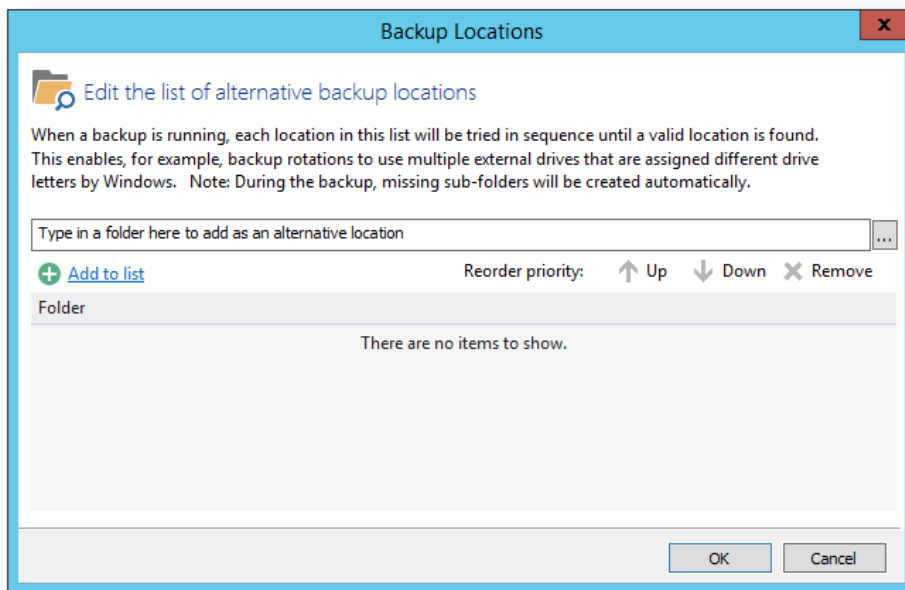 Backup Locations
x
Edit the list of alternative backup locations
When a backup is running, each location in this list will be tried in sequence until a valid location is found.
This enables, for example, backup rotations to use multiple external drives that are assigned different drive
letters by Windows.  Note: During the backup, missing sub-folders will be created automatically.
Type in a folder here to add as an alternative location
...
Add to list Reorder priority: Up Down Remove
Folder
There are no items to show.
OK Cancel